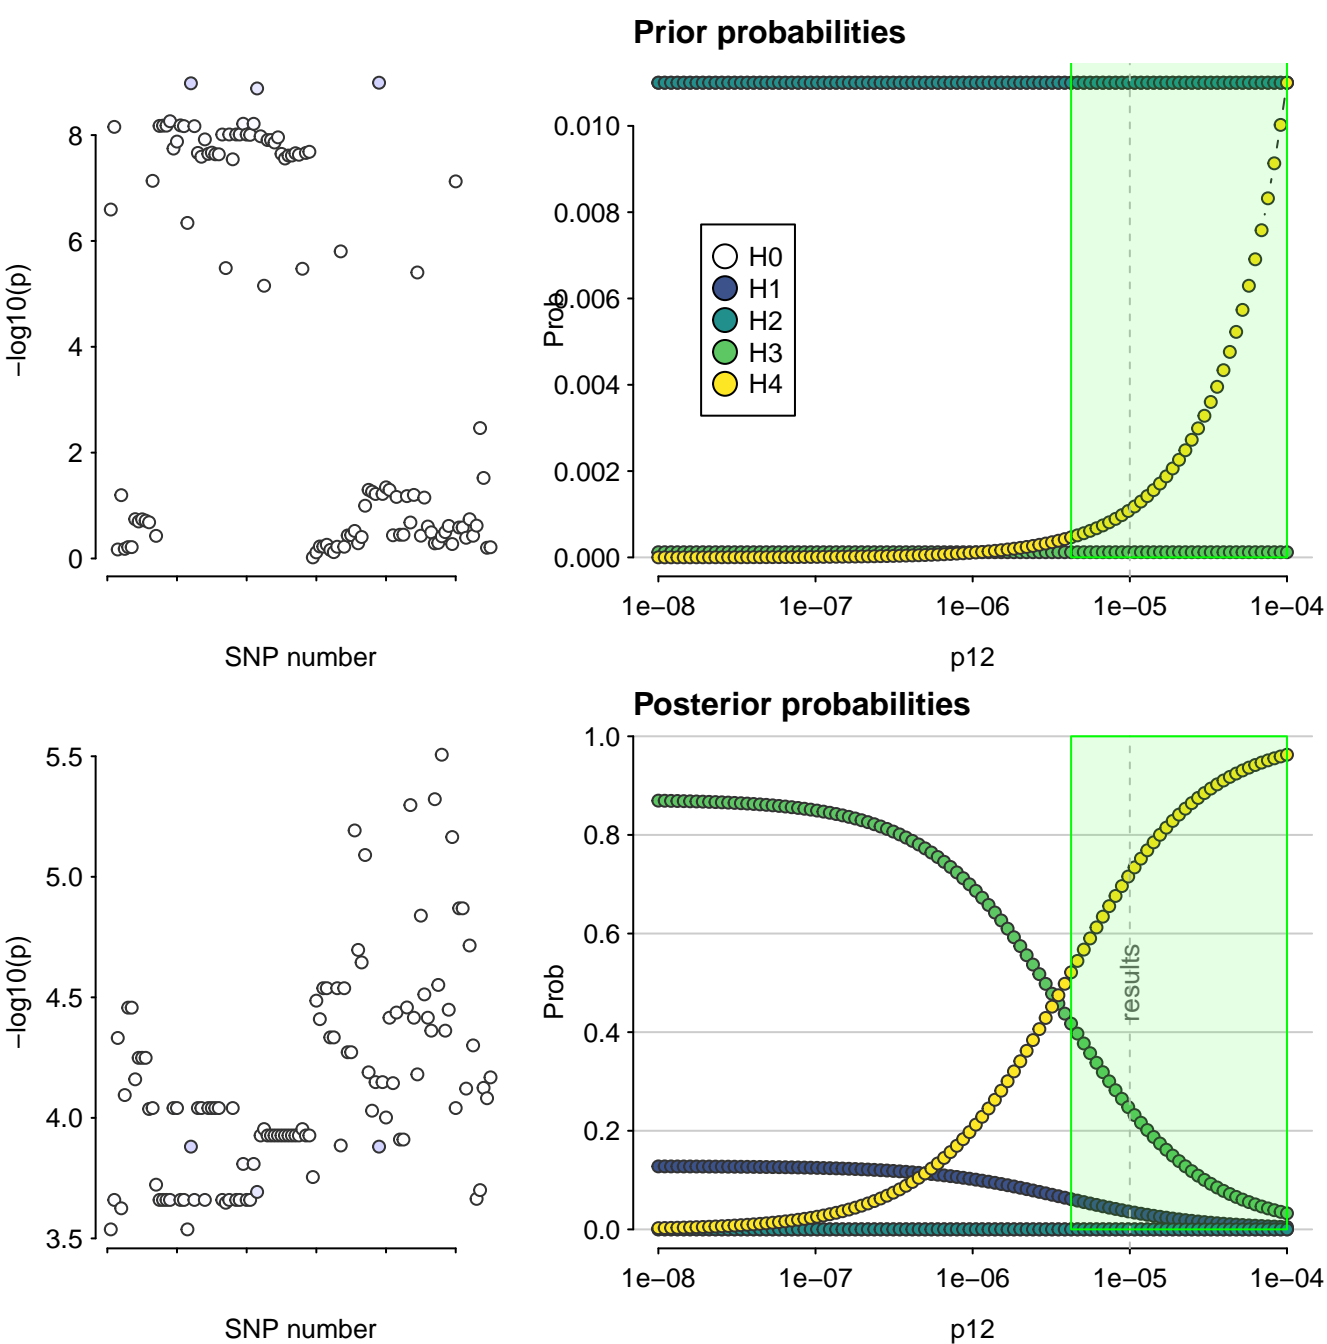 Prior probabilities
8
6
4
2
0
−log10(p)
SNP number
0.010
0.008
0.006
0.004
0.002
0.000
Prob
H0
H1
H2
H3
H4
1e−08 1e−07 1e−06 1e−05 1e−04
p12
Posterior probabilities
5.5
5.0
4.5
4.0
3.5
−log10(p)
SNP number
1.0
0.8
0.6
0.4
0.2
0.0
Prob
results
1e−08 1e−07 1e−06 1e−05 1e−04
p12